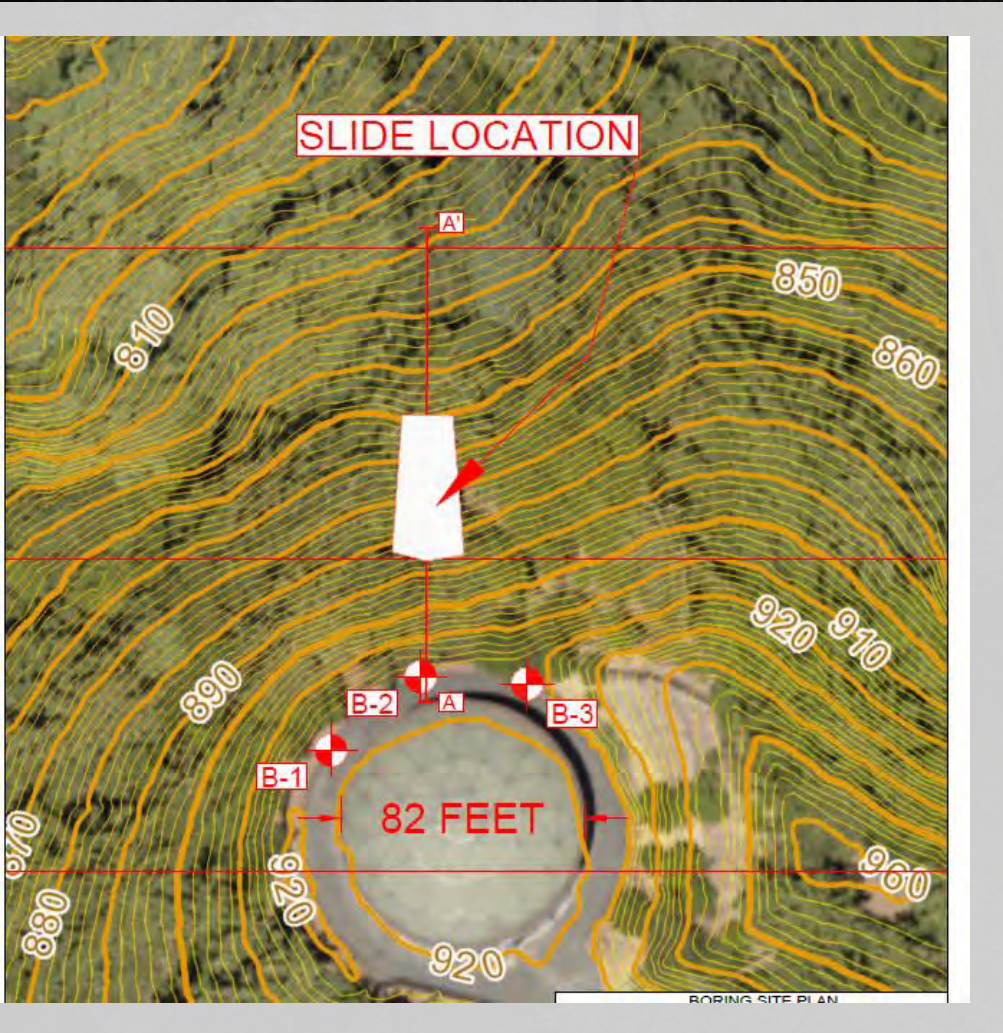 SLIDE LOCATION
A'
850
810
860
920
910
890
B-2
A
B-3
B-1
82 FEET
870
960
920
880
920
BORING SITE PLAN